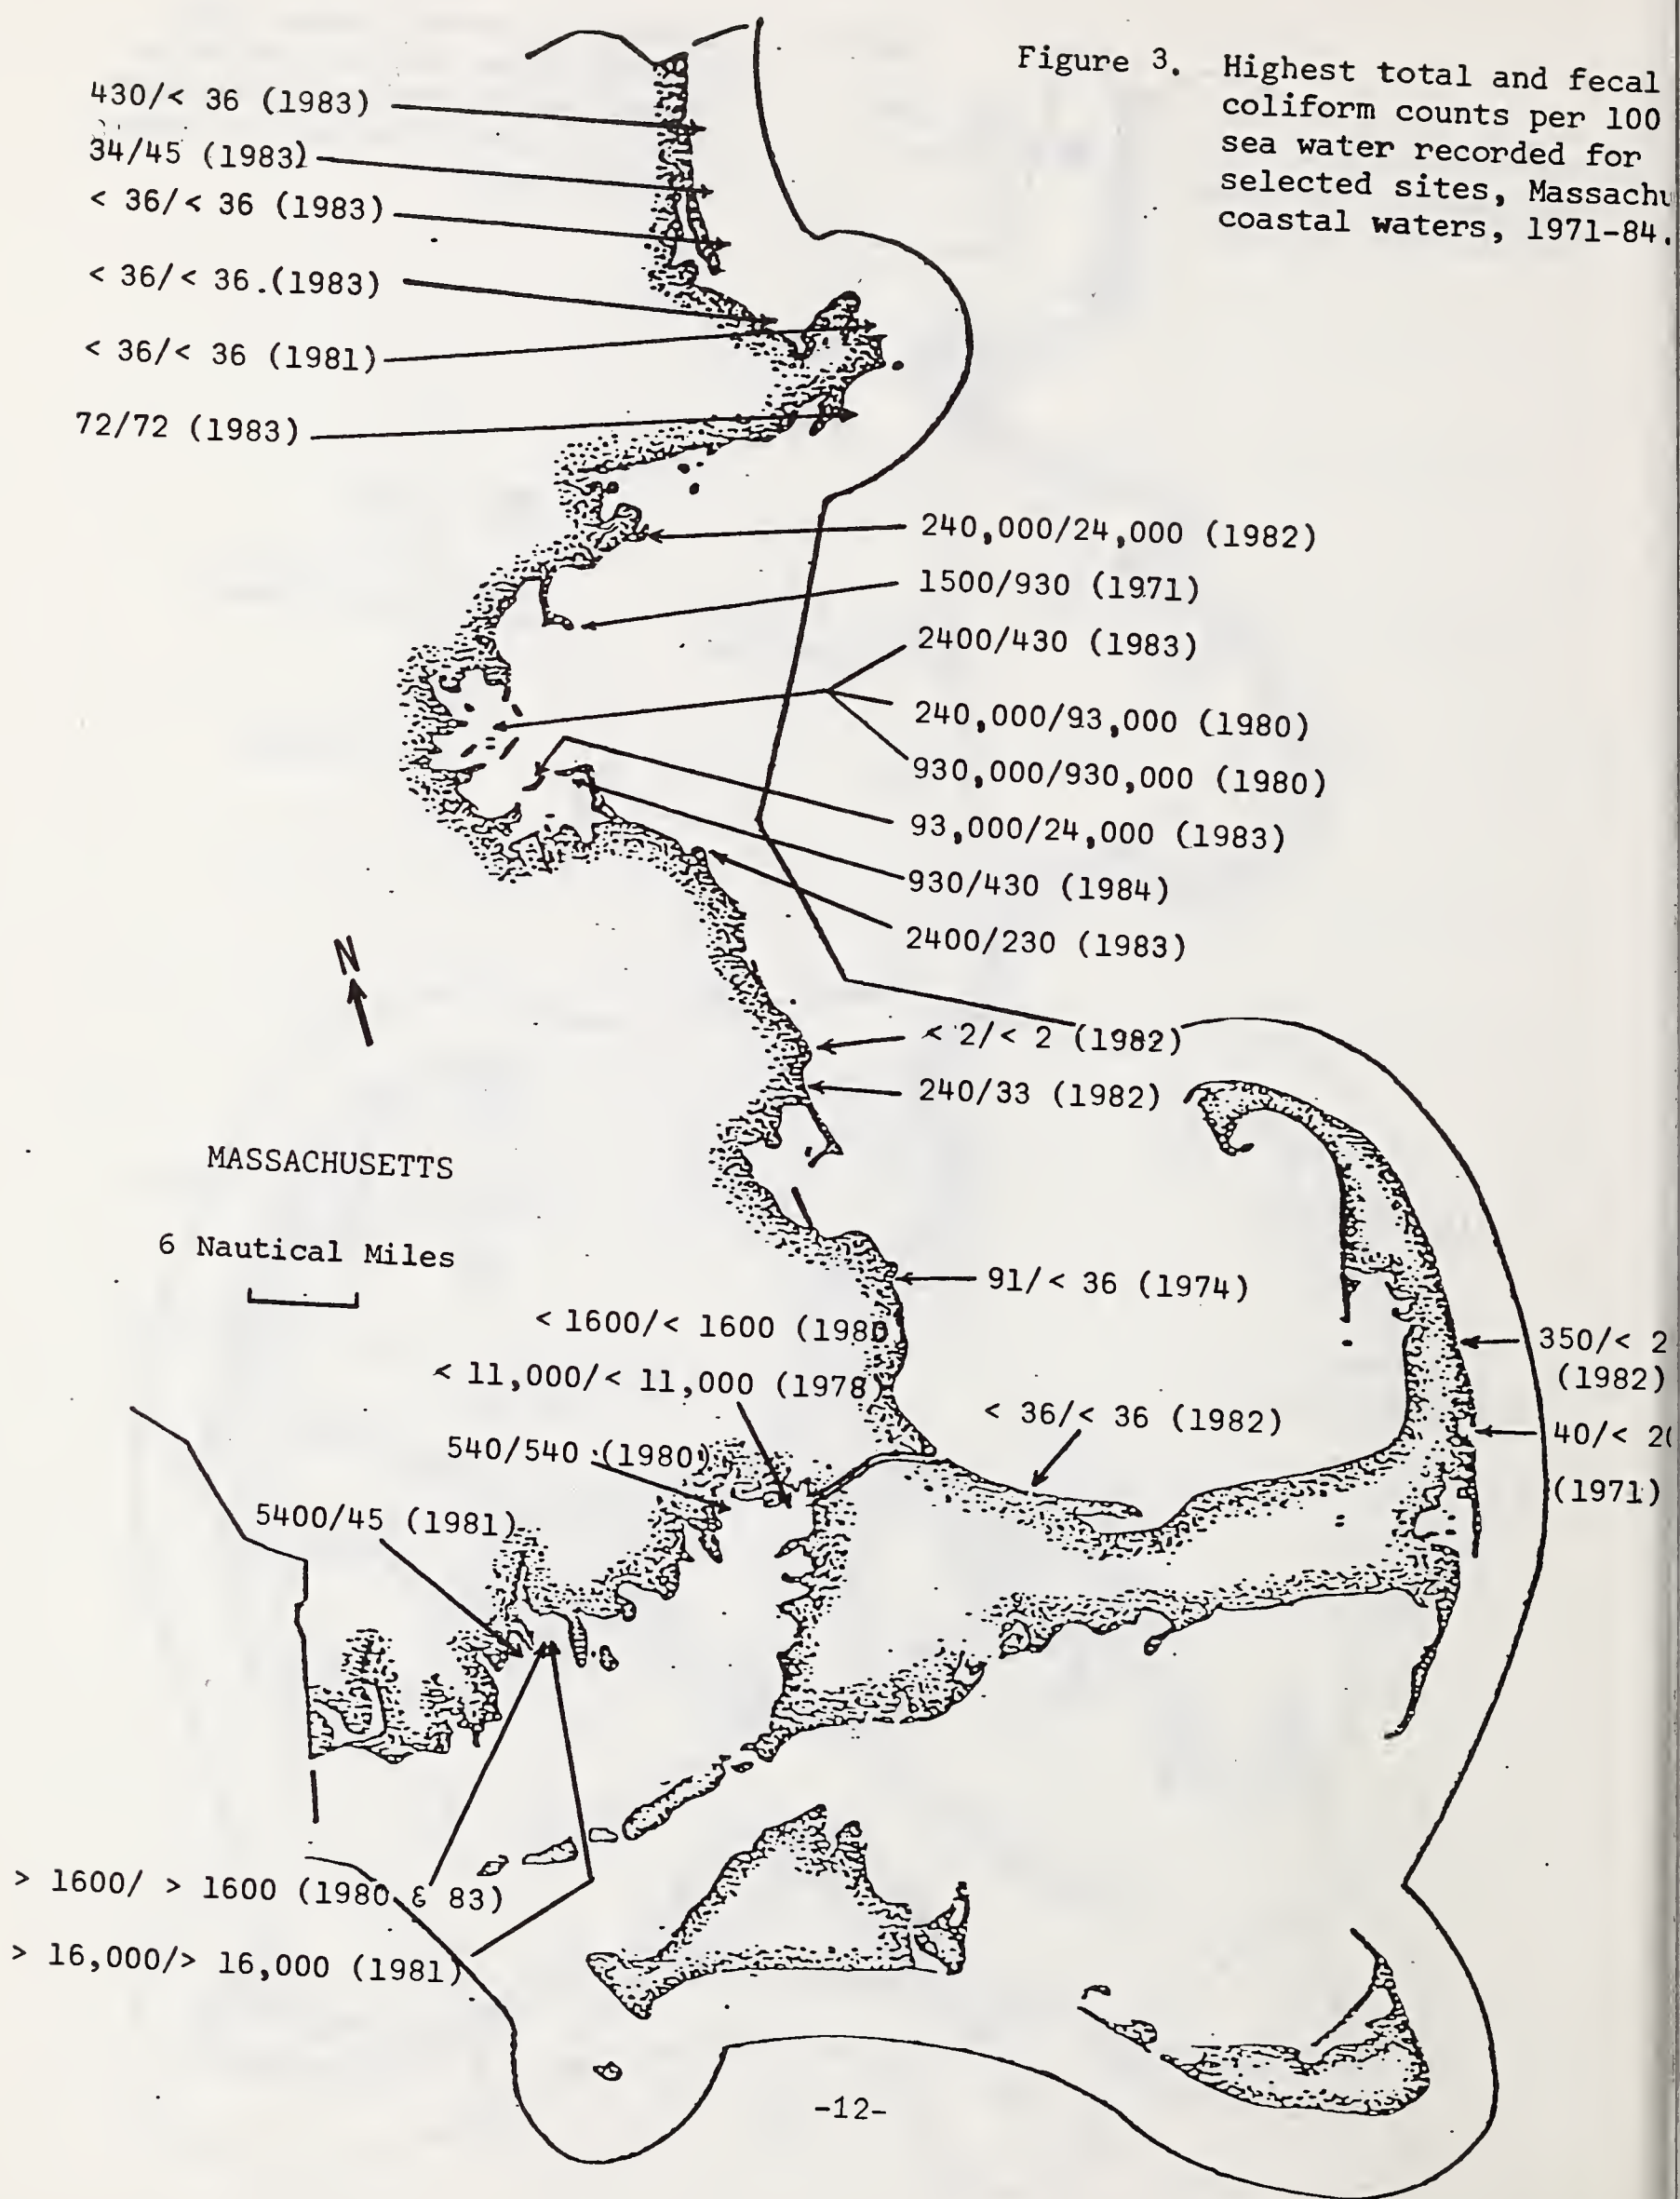 Figure 3. Highest total and fecal
coliform counts per 100
sea water recorded for
selected sites, Massachu
coastal waters, 1971-84.
430/< 36 (1983)
34/45 (1983)
< 36/< 36 (1983)
< 36/< 36 (1983)
< 36/< 36 (1981)
72/72 (1983)
240,000/24,000 (1982)
1500/930 (1971)
2400/430 (1983)
240,000/93,000 (1980)
930,000/930,000 (1980)
93,000/24,000 (1983)
930/430 (1984)
2400/230 (1983)
N
< 2/< 2 (1982)
240/33 (1982)
MASSACHUSETTS
6 Nautical Miles
91/< 36 (1974)
< 1600/< 1600 (1980
350/< 2
(1982)
< 11,000/< 11,000 (1978)
< 36/< 36 (1982)
40/< 20
(1971)
540/540 (1980)
5400/45 (1981)
> 1600/ > 1600 (1980 & 83)
> 16,000/> 16,000 (1981)
-12-